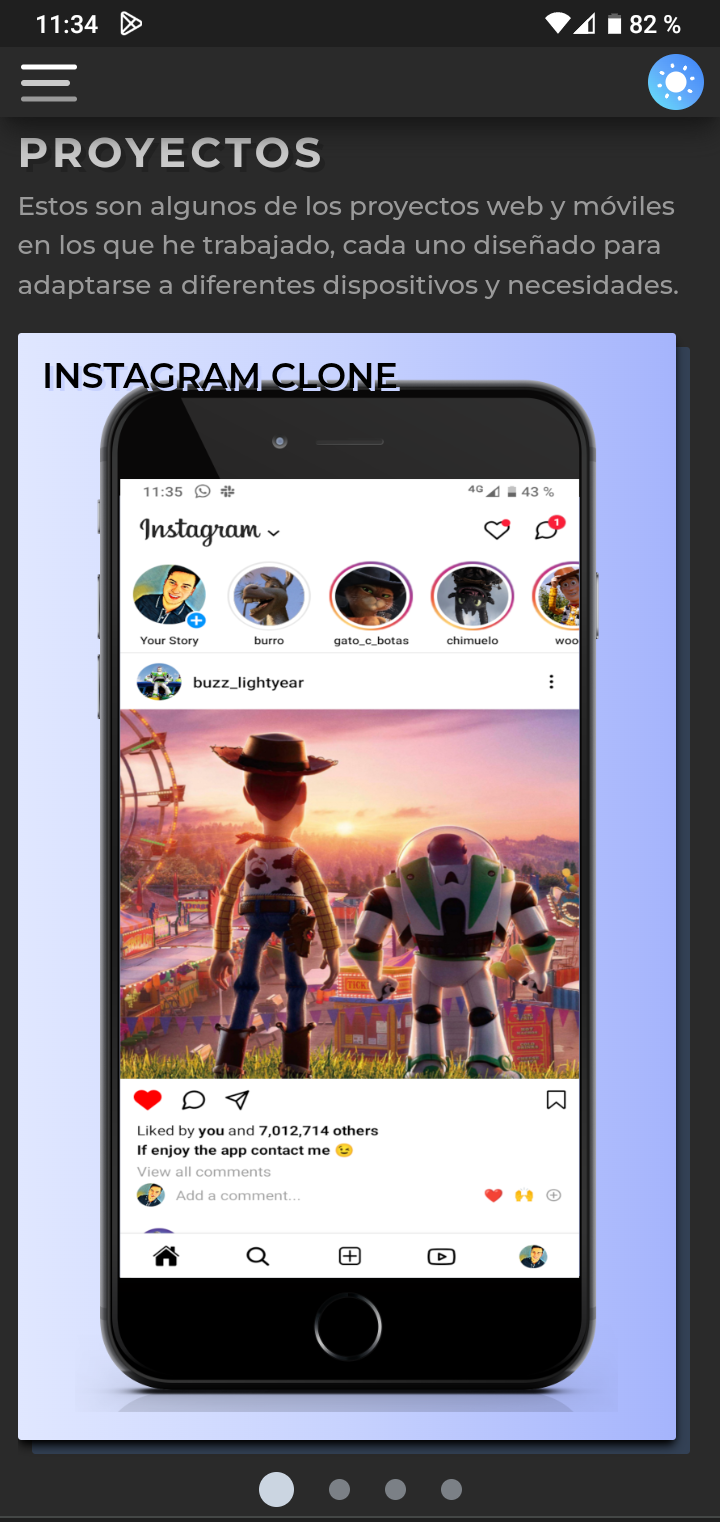 11:34
82 %
PROYECTOS
Estos son algunos de los proyectos web y móviles
en los que he trabajado, cada uno diseñado para
adaptarse a diferentes dispositivos y necesidades.
INSTAGRAM CLONE
11:35
4G 43 %
Instagram
1
Your Story
burro
gato_c_botas
chimuelo
woo
buzz_lightyear
TICK
Liked by you and 7,012,714 others
If enjoy the app contact me 😉
View all comments
Add a comment...